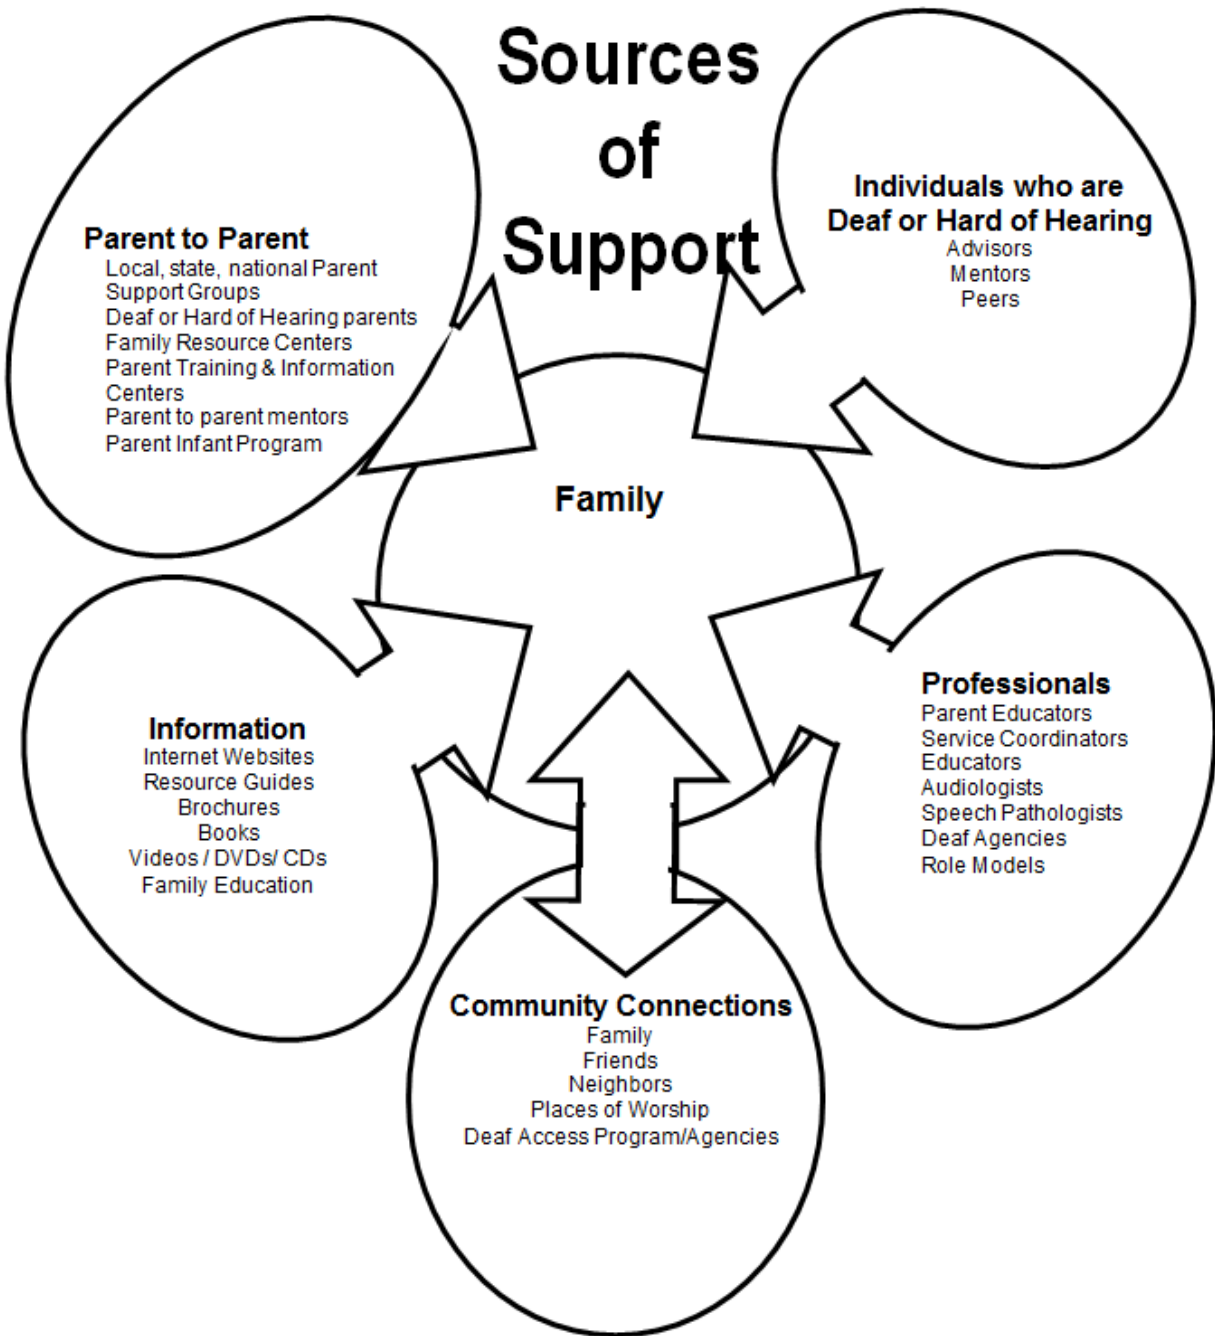 Sources
of
Support
Parent to Parent
Local, state, national Parent
Support Groups
Deaf or Hard of Hearing parents
Family Resource Centers
Parent Training & Information
Centers
Parent to parent mentors
Parent Infant Program
Individuals who are
Deaf or Hard of Hearing
Advisors
Mentors
Peers
Family
Information
Internet Websites
Resource Guides
Brochures
Books
Videos / DVDs/ CDs
Family Education
Professionals
Parent Educators
Service Coordinators
Educators
Audiologists
Speech Pathologists
Deaf Agencies
Role Models
Community Connections
Family
Friends
Neighbors
Places of Worship
Deaf Access Program/Agencies